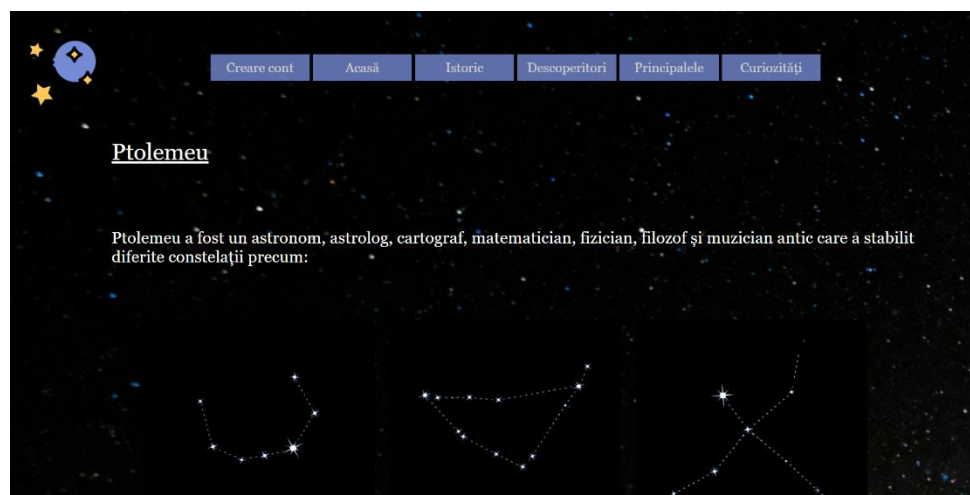 Creare cont Acasă Istoric Descoperitori Principalele Curiozități
Ptolemeu
Ptolemeu a fost un astronom, astrolog, cartograf, matematician, fizician, filozof și muzician antic care a stabilit
diferite constelații precum: